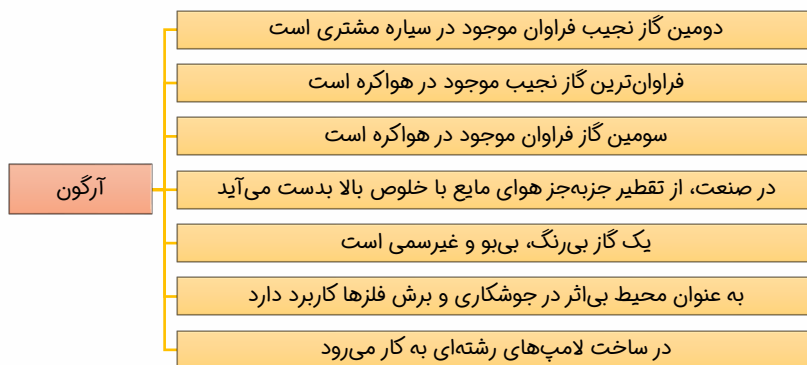 آرگون
دومین گاز نجیب فراوان موجود در سیاره مشتری است
فراوان‌ترین گاز نجیب موجود در هواکره است
سومین گاز فراوان موجود در هواکره است
در صنعت، از تقطیر جزبه‌جز هوای مایع با خلوص بالا بدست می‌آید
یک گاز بی‌رنگ، بی‌بو و غیرسمی است
به عنوان محیط بی‌اثر در جوشکاری و برش فلزها کاربرد دارد
در ساخت لامپ‌های رشته‌ای به کار می‌رود